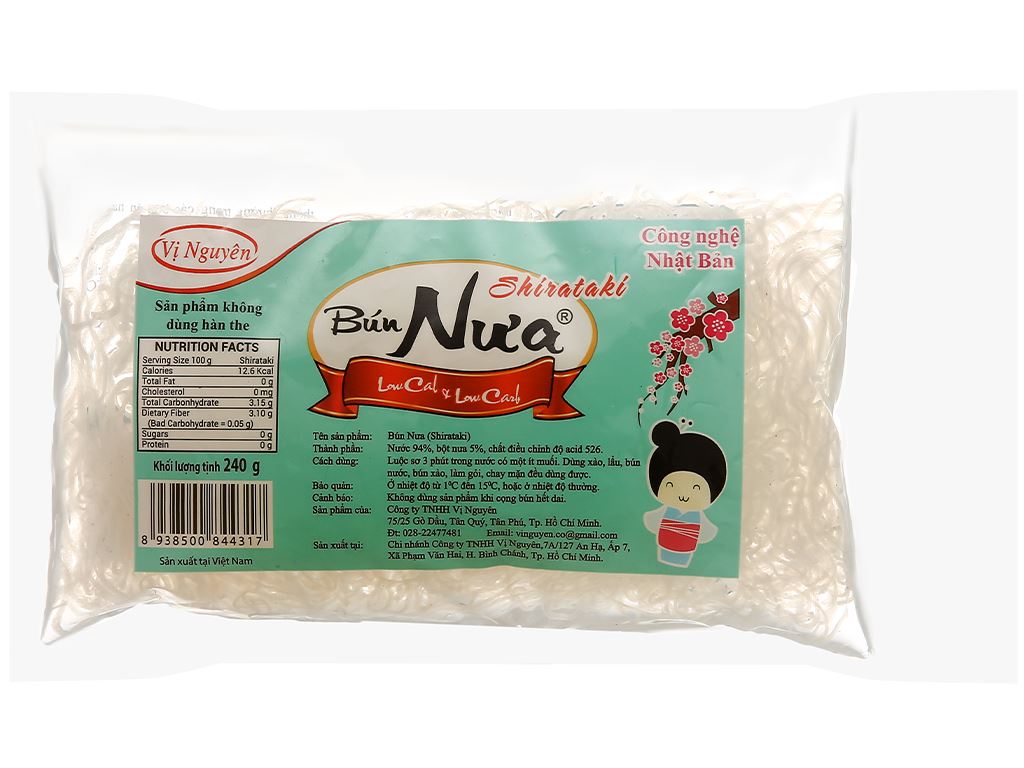 Vị Nguyên
Công nghệ
Nhật Bản
Sản phẩm không
dùng hàn the
Shirataki
Bún Nưa®
Low Cal & Low Carb
NUTRITION FACTS
Serving Size 100 g Shirataki
Calories 12.6 Kcal
Total Fat 0 g
Cholesterol 0 mg
Total Carbonhydrate 3.15 g
Dietary Fiber 3.10 g
(Bad Carbohydrate = 0.05 g)
Sugars 0 g
Protein 0 g
Khối lượng tịnh 240 g
8 938500 844317
Sản xuất tại Việt Nam
Tên sản phẩm: Bún Nưa (Shirataki)
Thành phần: Nước 94%, bột nưa 5%, chất điều chỉnh độ acid 526.
Cách dùng: Luộc sơ 3 phút trong nước có một ít muối. Dùng xào, lẩu, bún
nước, bún xào, làm gỏi, chay mặn đều dùng được.
Bảo quản: Ở nhiệt độ từ 1⁰C đến 15⁰C, hoặc ở nhiệt độ thường.
Cảnh báo: Không dùng sản phẩm khi cọng bún hết dai.
Sản phẩm của: Công ty TNHH Vị Nguyên
75/25 Gò Dầu, Tân Quý, Tân Phú, Tp. Hồ Chí Minh.
Đt: 028-22477481 Email: vinguyen.co@gmail.com
Sản xuất tại: Chi nhánh Công ty TNHH Vị Nguyên,7A/127 An Hạ, Ấp 7,
Xã Phạm Văn Hai, H. Bình Chánh, Tp. Hồ Chí Minh.